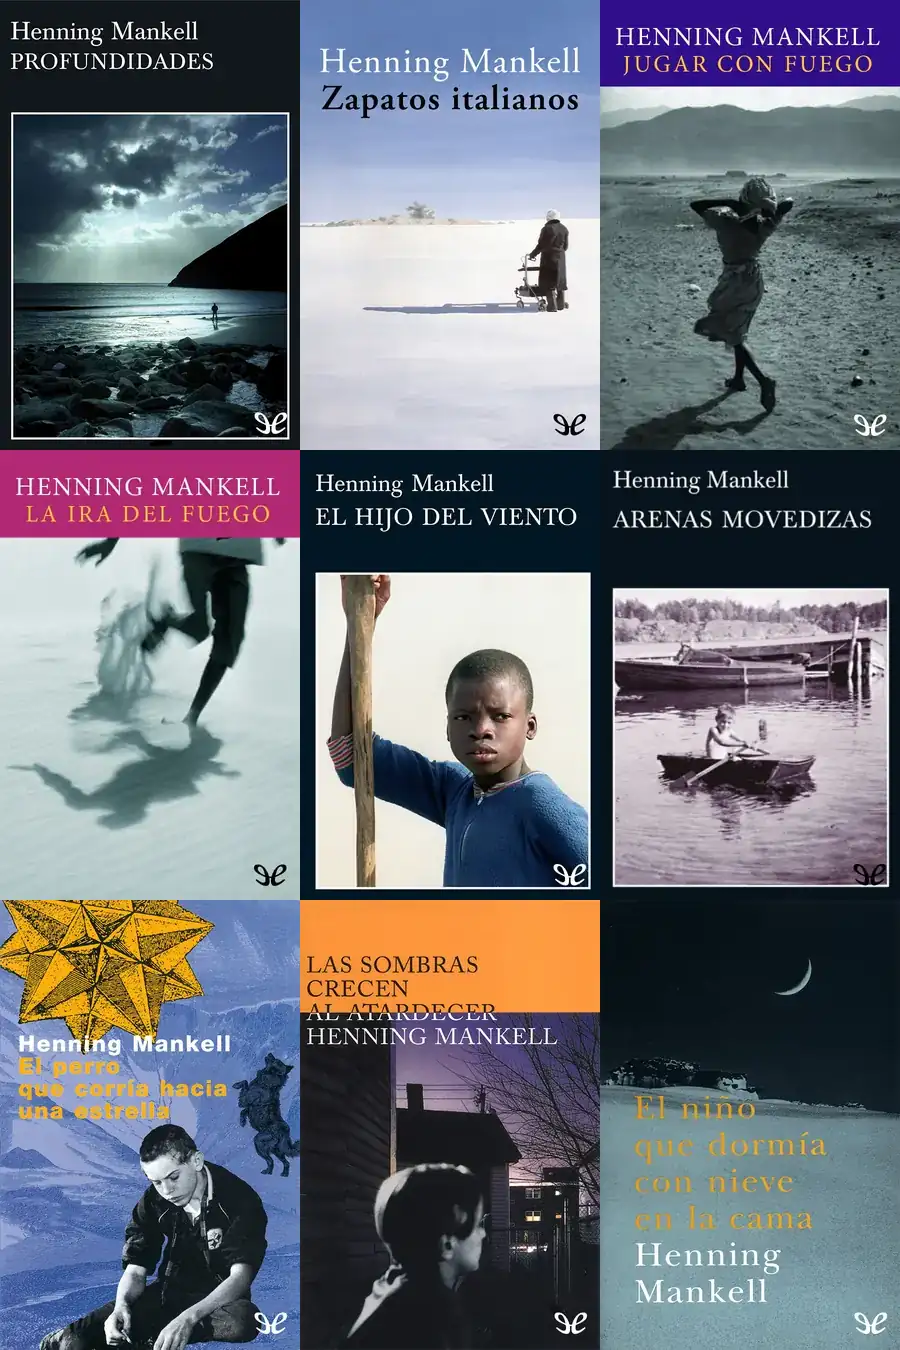 Henning Mankell
PROFUNDIDADES
Henning Mankell
Zapatos italianos
HENNING MANKELL
JUGAR CON FUEGO
HENNING MANKELL
LA IRA DEL FUEGO
Henning Mankell
EL HIJO DEL VIENTO
Henning Mankell
ARENAS MOVEDIZAS
Henning Mankell
El perro
que corría hacia
una estrella
LAS SOMBRAS
CRECEN
AL ATARDECER
HENNING MANKELL
El niño
que dormía
con nieve
en la cama
Henning
Mankell